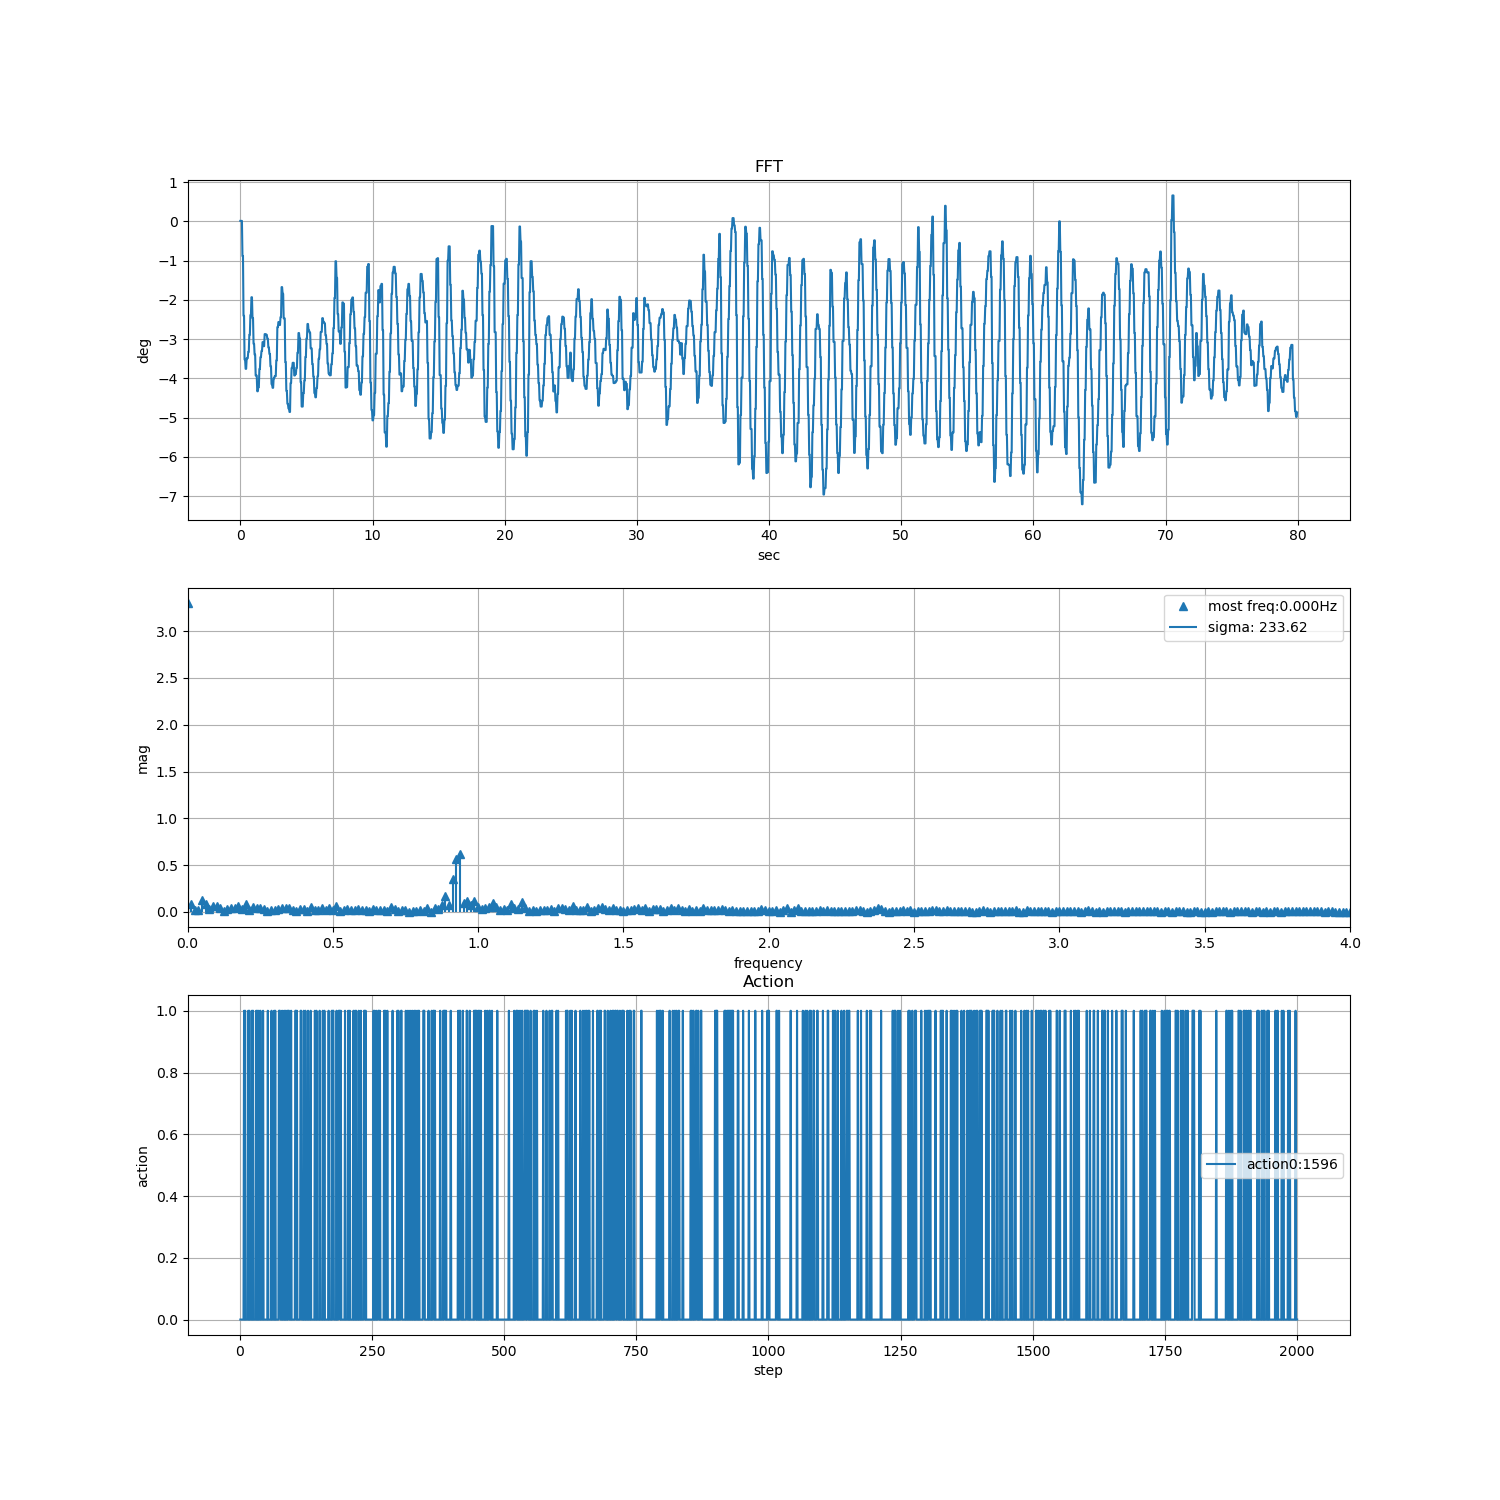 FFT
1
0
−1
−2
−3
−4
−5
−6
−7
deg
0 10 20 30 40 50 60 70 80
sec
most freq:0.000Hz
sigma: 233.62
3.0
2.5
2.0
1.5
1.0
0.5
0.0
mag
0.0 0.5 1.0 1.5 2.0 2.5 3.0 3.5 4.0
frequency
Action
1.0
0.8
0.6
0.4
0.2
0.0
action
action0:1596
0 250 500 750 1000 1250 1500 1750 2000
step